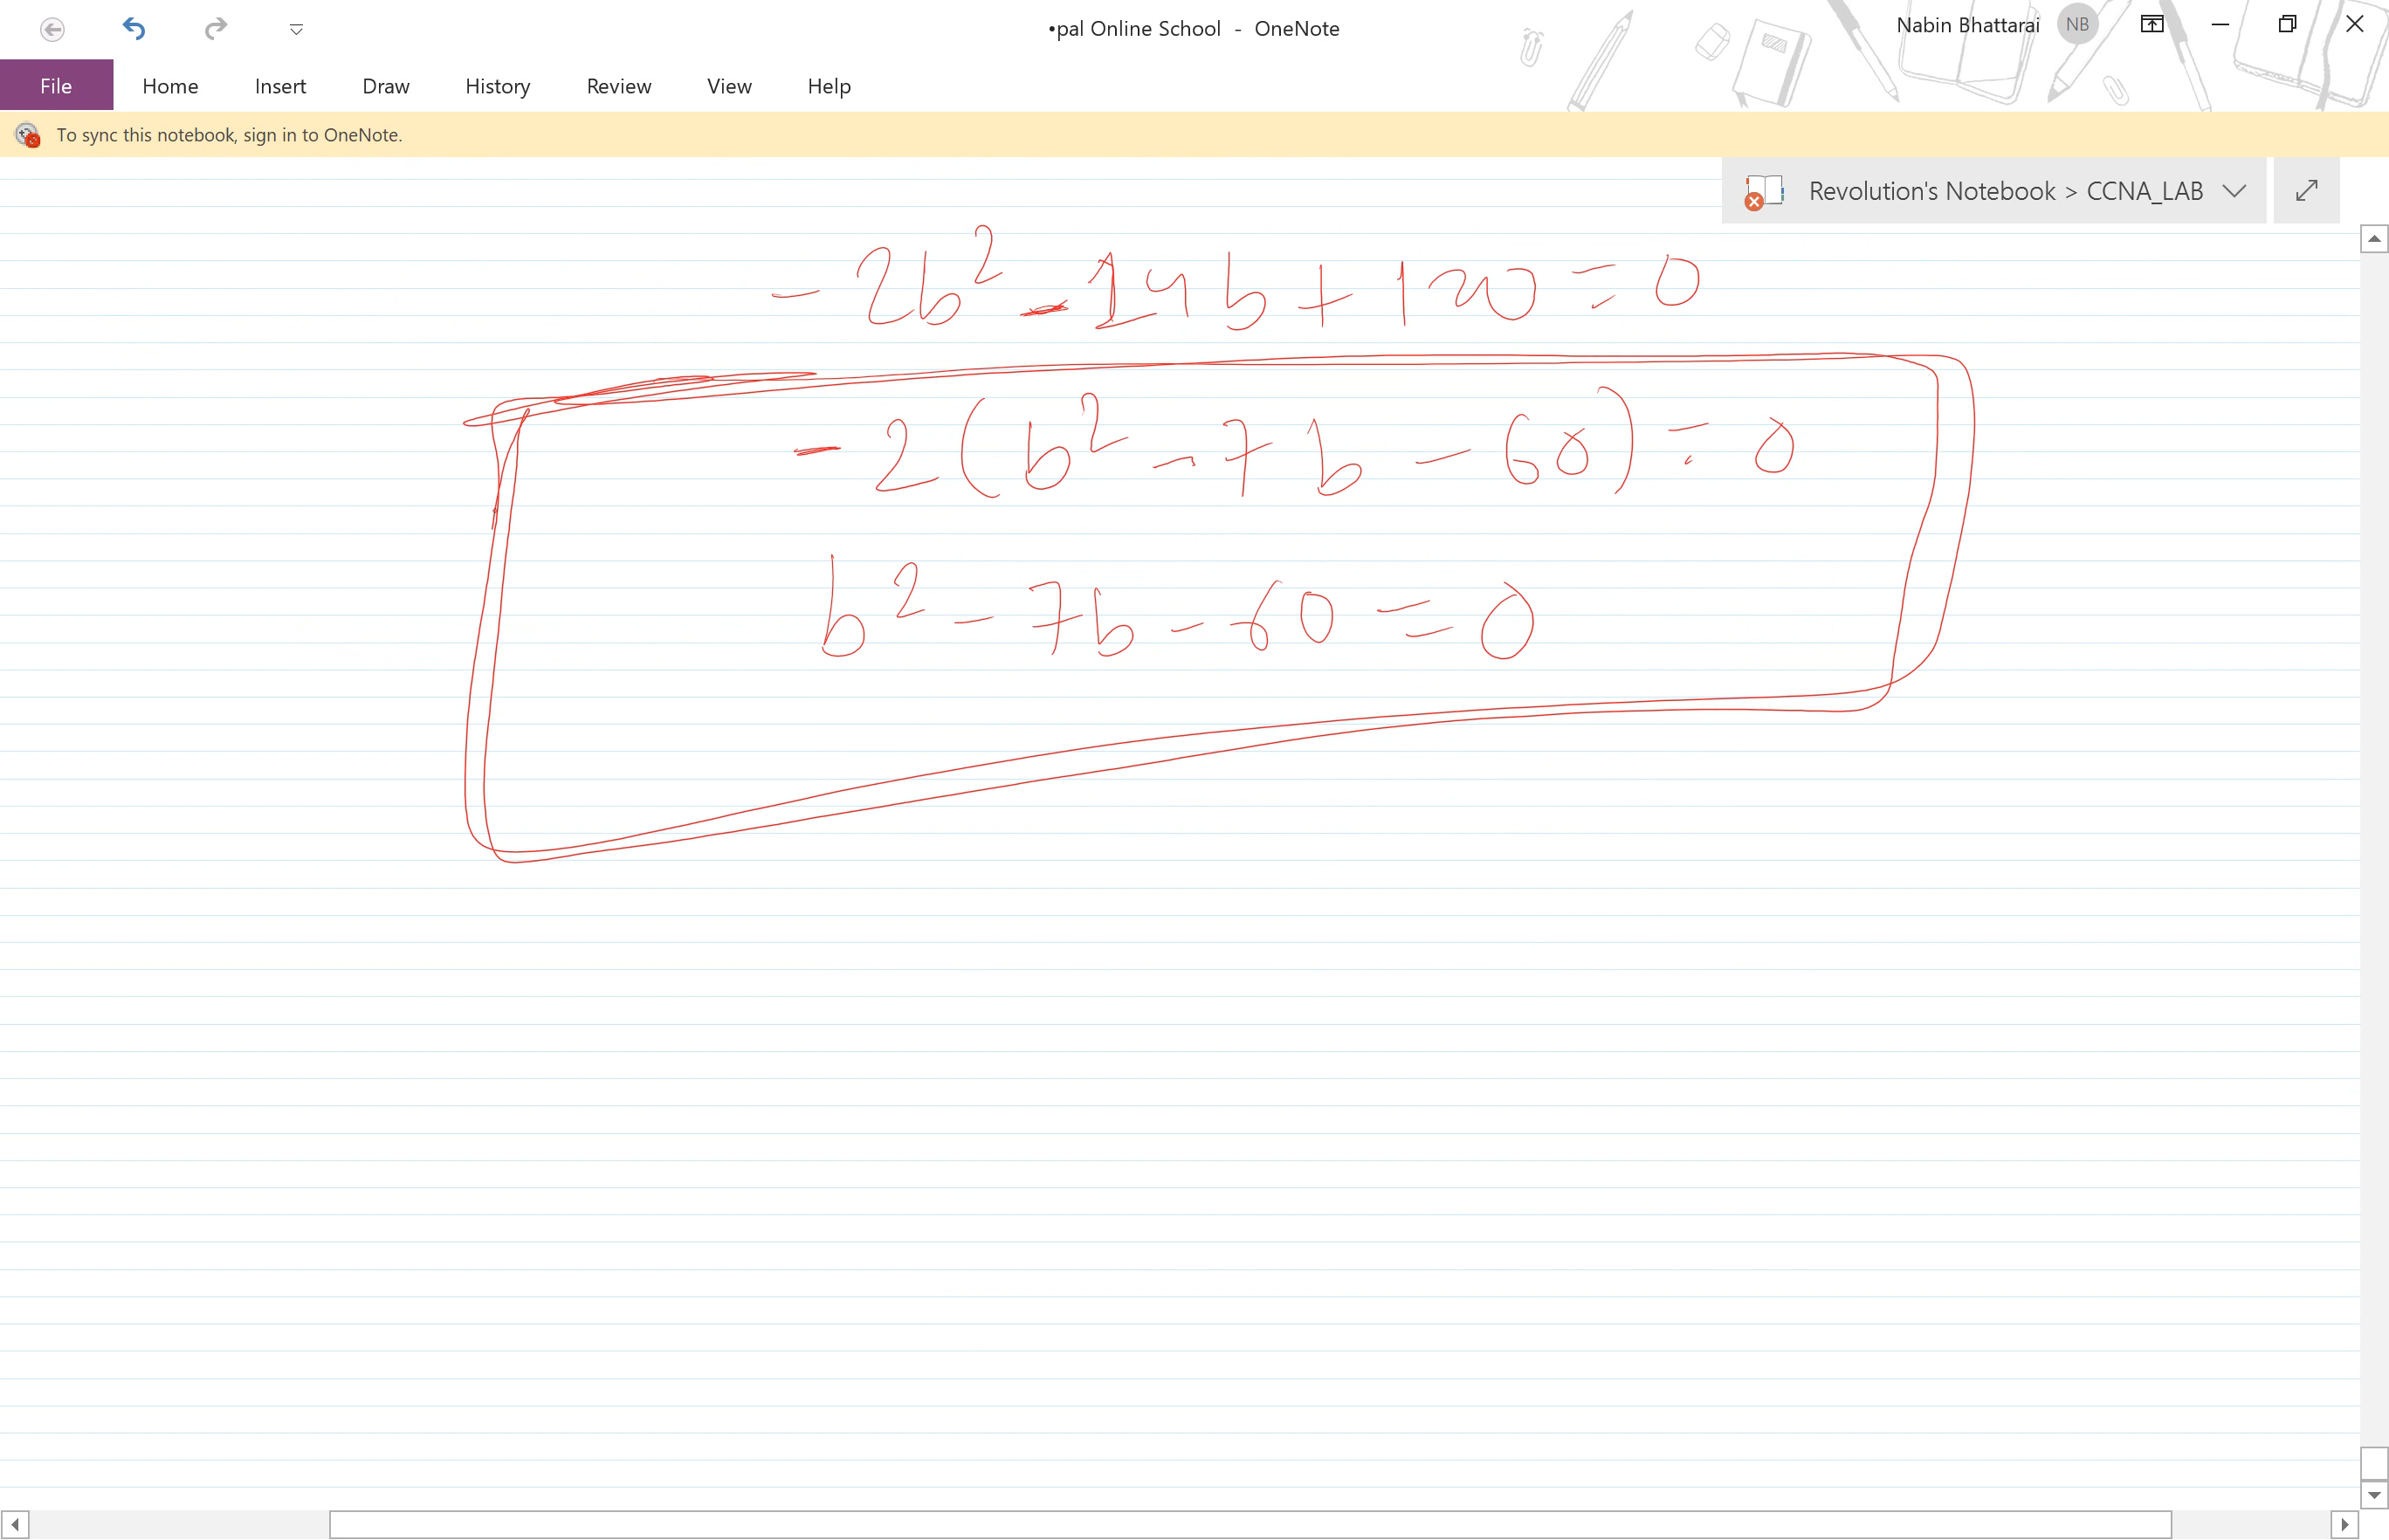 •pal Online School - OneNote
Nabin Bhattarai NB
File Home Insert Draw History Review View Help
To sync this notebook, sign in to OneNote.
Revolution's Notebook > CCNA_LAB
- 2b² - 14b + 120 = 0
- 2(b² - 7b - 60) = 0
b² - 7b - 60 = 0